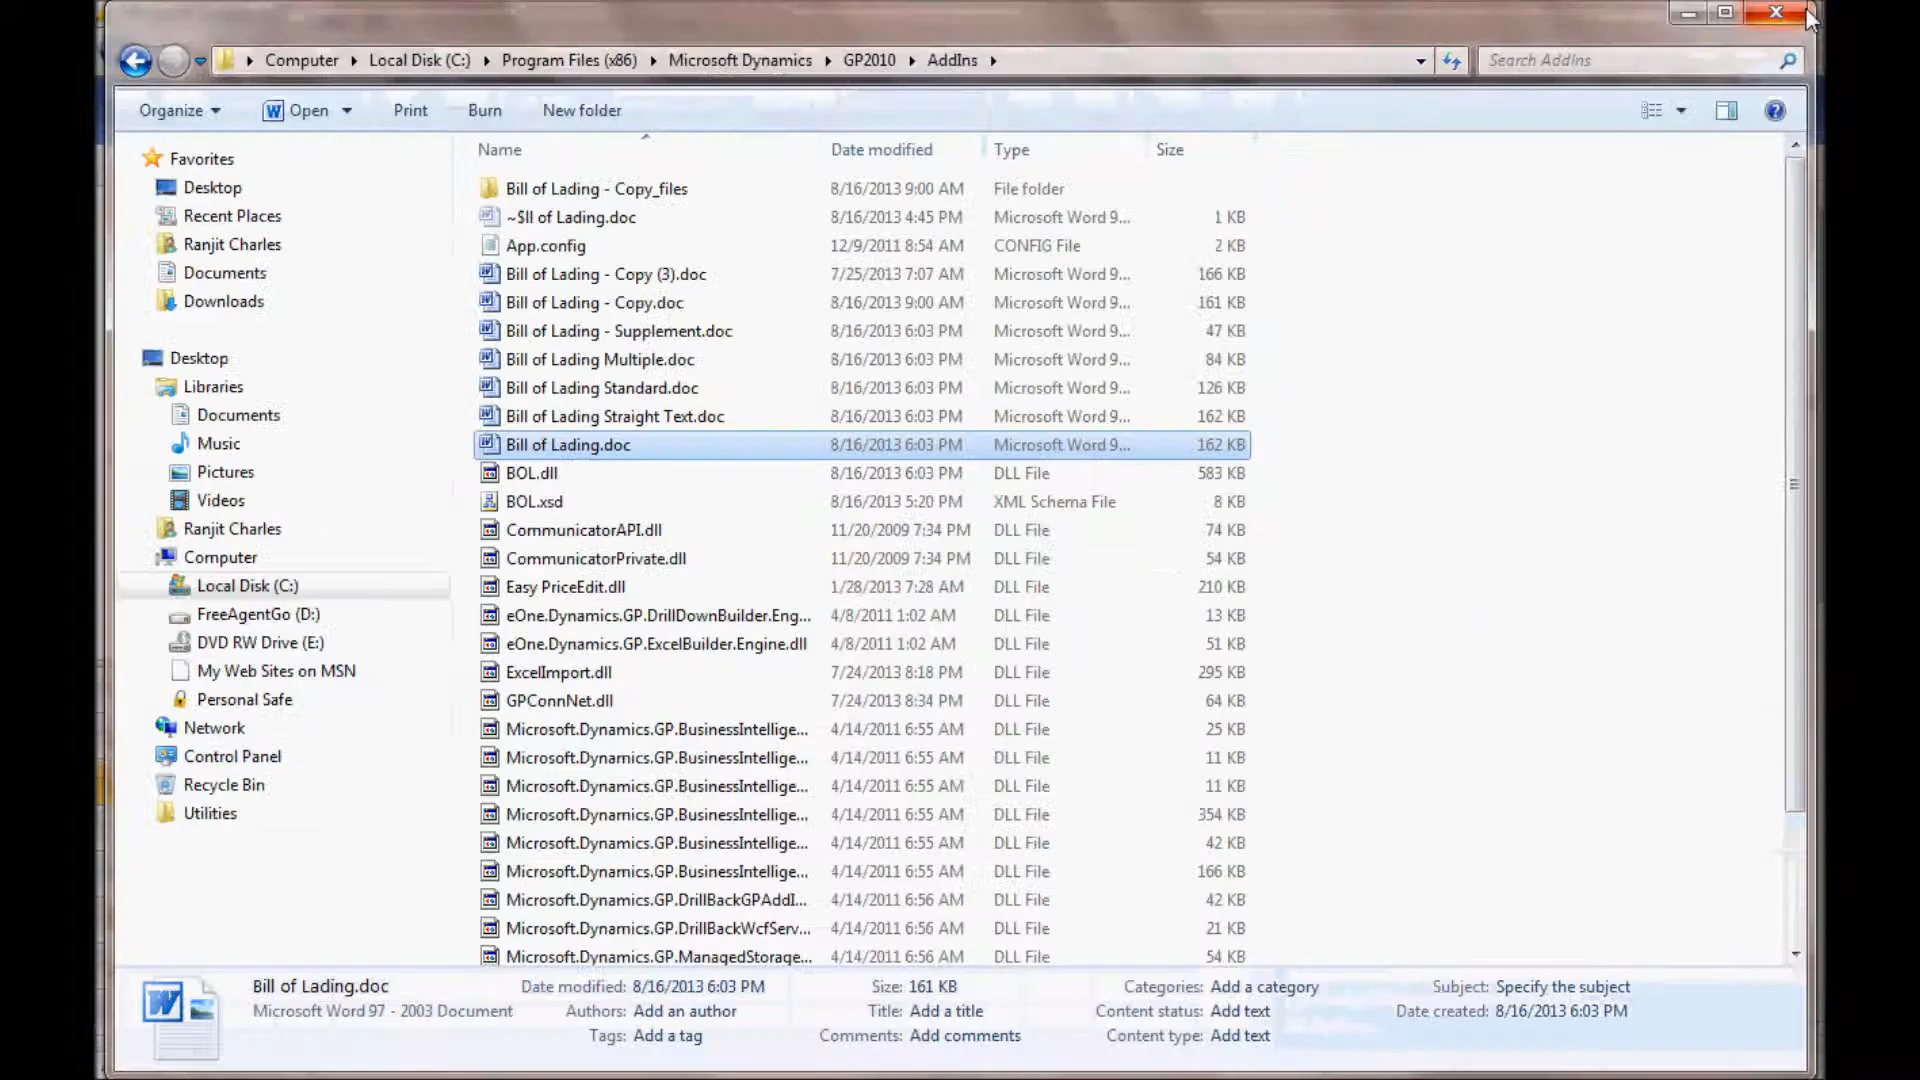 Computer Local Disk (C:) Program Files (x86) Microsoft Dynamics GP2010 AddIns Search AddIns
Organize Open Print Burn New folder
Favorites
Desktop
Recent Places
Ranjit Charles
Documents
Downloads
Desktop
Libraries
Documents
Music
Pictures
Videos
Ranjit Charles
Computer
Local Disk (C:)
FreeAgentGo (D:)
DVD RW Drive (E:)
My Web Sites on MSN
Personal Safe
Network
Control Panel
Recycle Bin
Utilities
Name Date modified Type Size
Bill of Lading - Copy_files 8/16/2013 9:00 AM File folder
~$ll of Lading.doc 8/16/2013 4:45 PM Microsoft Word 9... 1 KB
App.config 12/9/2011 8:54 AM CONFIG File 2 KB
Bill of Lading - Copy (3).doc 7/25/2013 7:07 AM Microsoft Word 9... 166 KB
Bill of Lading - Copy.doc 8/16/2013 9:00 AM Microsoft Word 9... 161 KB
Bill of Lading - Supplement.doc 8/16/2013 6:03 PM Microsoft Word 9... 47 KB
Bill of Lading Multiple.doc 8/16/2013 6:03 PM Microsoft Word 9... 84 KB
Bill of Lading Standard.doc 8/16/2013 6:03 PM Microsoft Word 9... 126 KB
Bill of Lading Straight Text.doc 8/16/2013 6:03 PM Microsoft Word 9... 162 KB
Bill of Lading.doc 8/16/2013 6:03 PM Microsoft Word 9... 162 KB
BOL.dll 8/16/2013 6:03 PM DLL File 583 KB
BOL.xsd 8/16/2013 5:20 PM XML Schema File 8 KB
CommunicatorAPI.dll 11/20/2009 7:34 PM DLL File 74 KB
CommunicatorPrivate.dll 11/20/2009 7:34 PM DLL File 54 KB
Easy PriceEdit.dll 1/28/2013 7:28 AM DLL File 210 KB
eOne.Dynamics.GP.DrillDownBuilder.Eng... 4/8/2011 1:02 AM DLL File 13 KB
eOne.Dynamics.GP.ExcelBuilder.Engine.dll 4/8/2011 1:02 AM DLL File 51 KB
ExcelImport.dll 7/24/2013 8:18 PM DLL File 295 KB
GPConnNet.dll 7/24/2013 8:34 PM DLL File 64 KB
Microsoft.Dynamics.GP.BusinessIntellige... 4/14/2011 6:55 AM DLL File 25 KB
Microsoft.Dynamics.GP.BusinessIntellige... 4/14/2011 6:55 AM DLL File 11 KB
Microsoft.Dynamics.GP.BusinessIntellige... 4/14/2011 6:55 AM DLL File 11 KB
Microsoft.Dynamics.GP.BusinessIntellige... 4/14/2011 6:55 AM DLL File 354 KB
Microsoft.Dynamics.GP.BusinessIntellige... 4/14/2011 6:55 AM DLL File 42 KB
Microsoft.Dynamics.GP.BusinessIntellige... 4/14/2011 6:55 AM DLL File 166 KB
Microsoft.Dynamics.GP.DrillBackGPAddI... 4/14/2011 6:56 AM DLL File 42 KB
Microsoft.Dynamics.GP.DrillBackWcfServ... 4/14/2011 6:56 AM DLL File 21 KB
Microsoft.Dynamics.GP.ManagedStorage... 4/14/2011 6:56 AM DLL File 54 KB
Bill of Lading.doc Date modified: 8/16/2013 6:03 PM Size: 161 KB Categories: Add a category Subject: Specify the subject
Microsoft Word 97 - 2003 Document Authors: Add an author Title: Add a title Content status: Add text Date created: 8/16/2013 6:03 PM
Tags: Add a tag Comments: Add comments Content type: Add text